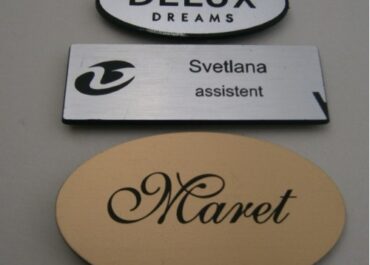 DELUX
DREAMS
Svetlana
assistent
Maret